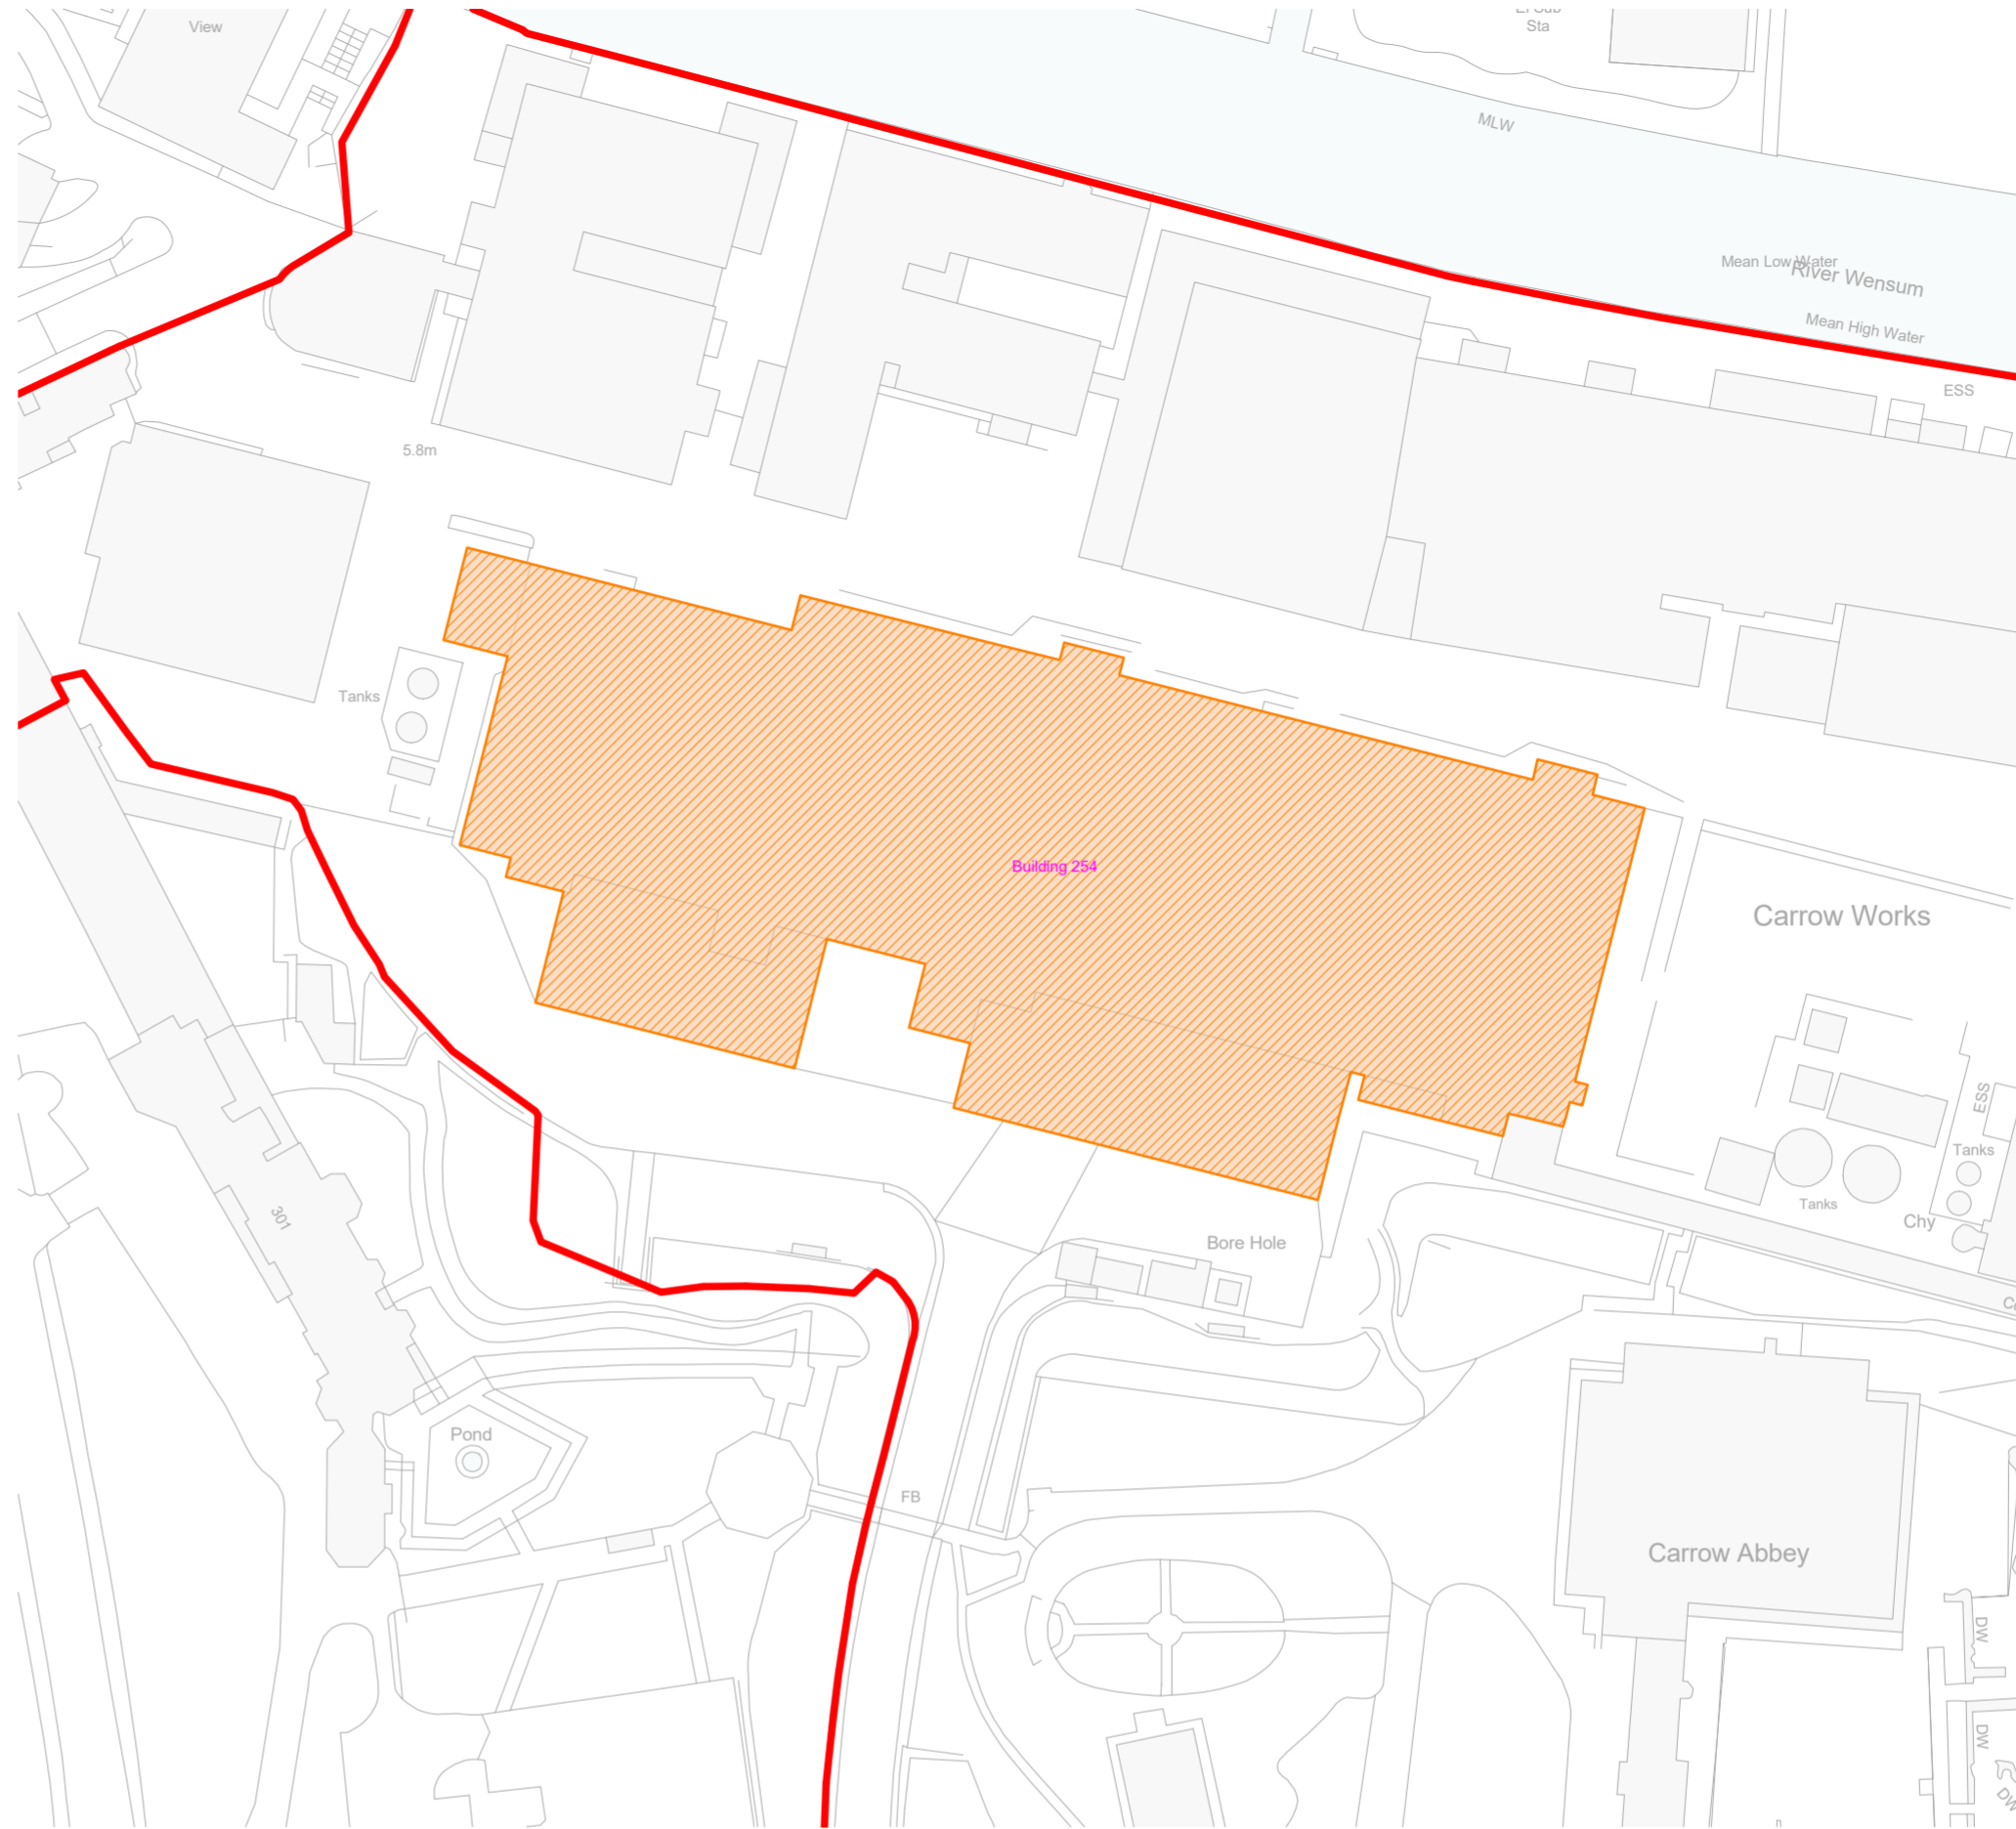 View
Sta
MLW
Mean Low Water
River Wensum
Mean High Water
ESS
5.8m
Tanks
Building 254
Carrow Works
ESS
Tanks
Tanks
Chy
301
Bore Hole
Pond
FB
Carrow Abbey
DW
DW
DW